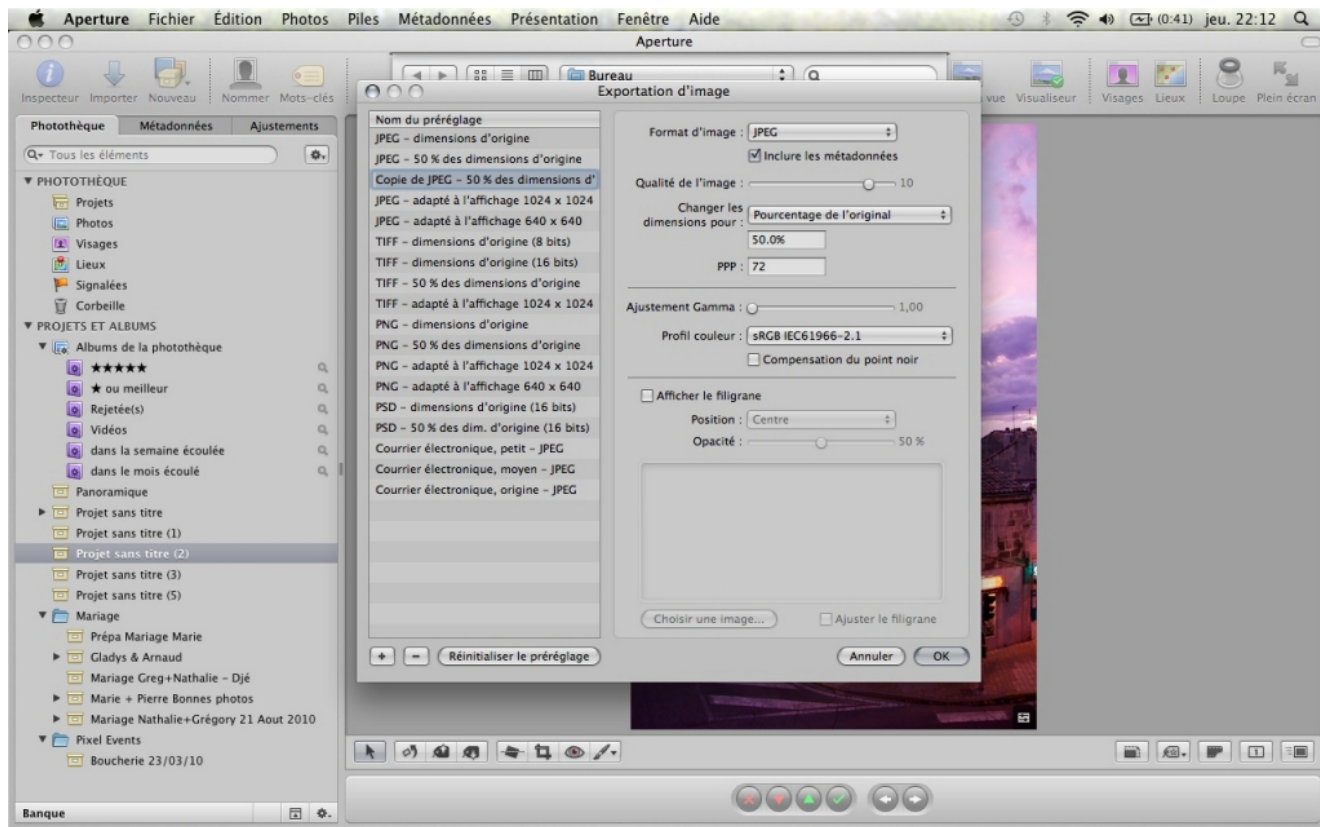 Aperture Fichier Édition Photos Piles Métadonnées Présentation Fenêtre Aide (0:41) jeu. 22:12
Aperture
Inspecteur Importer Nouveau Nommer Mots-clés
Bureau
vue Visualiseur Visages Lieux Loupe Plein écran
Photothèque Métadonnées Ajustements
Tous les éléments
PHOTOTHÈQUE
Projets
Photos
Visages
Lieux
Signalées
Corbeille
PROJETS ET ALBUMS
Albums de la photothèque
★★★★★
★ ou meilleur
Rejetée(s)
Vidéos
dans la semaine écoulée
dans le mois écoulé
Panoramique
Projet sans titre
Projet sans titre (1)
Projet sans titre (2)
Projet sans titre (3)
Projet sans titre (5)
Mariage
Prépa Mariage Marie
Gladys & Arnaud
Mariage Greg+Nathalie - Djé
Marie + Pierre Bonnes photos
Mariage Nathalie+Grégory 21 Aout 2010
Pixel Events
Boucherie 23/03/10
Banque
Exportation d'image
Nom du préréglage
JPEG – dimensions d'origine
JPEG – 50 % des dimensions d'origine
Copie de JPEG – 50 % des dimensions d'
JPEG – adapté à l'affichage 1024 x 1024
JPEG – adapté à l'affichage 640 x 640
TIFF – dimensions d'origine (8 bits)
TIFF – dimensions d'origine (16 bits)
TIFF – 50 % des dimensions d'origine
TIFF – adapté à l'affichage 1024 x 1024
PNG – dimensions d'origine
PNG – 50 % des dimensions d'origine
PNG – adapté à l'affichage 1024 x 1024
PNG – adapté à l'affichage 640 x 640
PSD – dimensions d'origine (16 bits)
PSD – 50 % des dim. d'origine (16 bits)
Courrier électronique, petit – JPEG
Courrier électronique, moyen – JPEG
Courrier électronique, origine – JPEG
+ - Réinitialiser le préréglage
Format d'image : JPEG
Inclure les métadonnées
Qualité de l'image : 10
Changer les dimensions pour : Pourcentage de l'original
50.0%
PPP : 72
Ajustement Gamma : 1,00
Profil couleur : sRGB IEC61966-2.1
Compensation du point noir
Afficher le filigrane
Position : Centre
Opacité : 50 %
Choisir une image... Ajuster le filigrane
Annuler OK
1